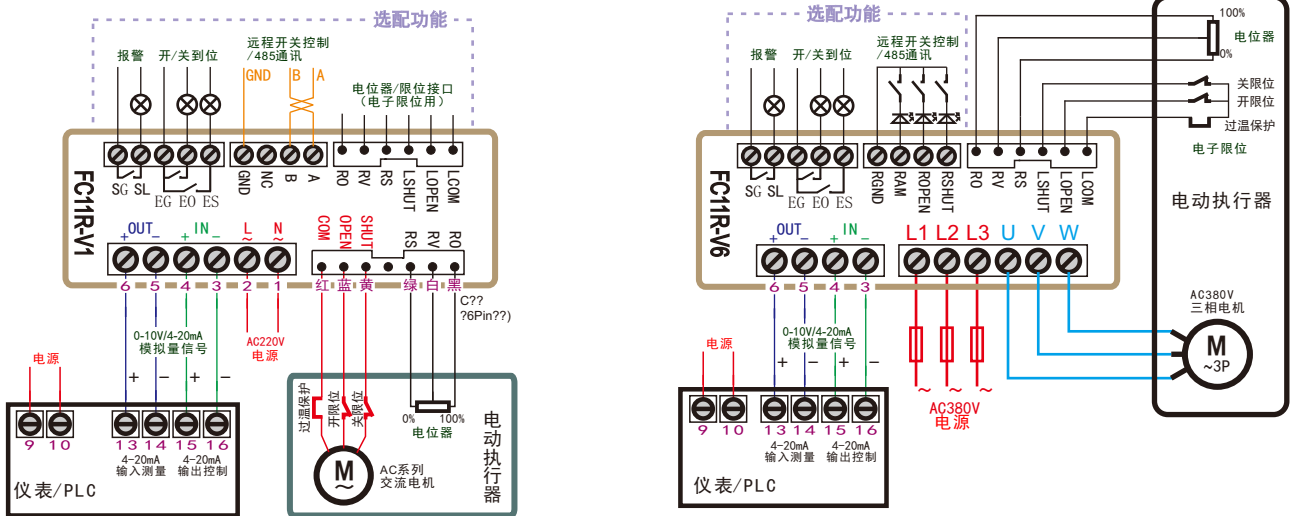 选配功能
报警
开/关到位
远程开关控制
/485通讯
GND
B
A
电位器/限位接口
(电子限位用)
FC11R-V1
SG SL
EG EO ES
GND
NC
B
A
RO
RV
RS
LSHUT
LOPEN
LCOM
+ OUT -
+ IN -
L
~
N
~
COM
OPEN
SHUT
RS
RV
RO
6 5 4 3 2 1
红 蓝 黄 绿 白 黑
C??
?6Pin??)
0-10V/4-20mA
模拟量信号
AC220V
电源
电源
+ - + -
9 10 13 14 15 16
4-20mA
输入测量
4-20mA
输出控制
仪表/PLC
过温保护
开限位
关限位
0% 100%
电位器
M
~
AC系列
交流电机
电动执行器
选配功能
报警
开/关到位
远程开关控制
/485通讯
FC11R-V6
SG SL
EG EO ES
RGND
RAM
ROPEN
RSHUT
RO
RV
RS
LSHUT
LOPEN
LCOM
+ OUT -
+ IN -
L1 L2 L3 U V W
6 5 4 3
0-10V/4-20mA
模拟量信号
~ ~ ~
AC380V
电源
电源
+ - + -
9 10 13 14 15 16
4-20mA
输入测量
4-20mA
输出控制
仪表/PLC
100%
电位器
0%
关限位
开限位
过温保护
电子限位
电动执行器
AC380V
三相电机
M
~3P